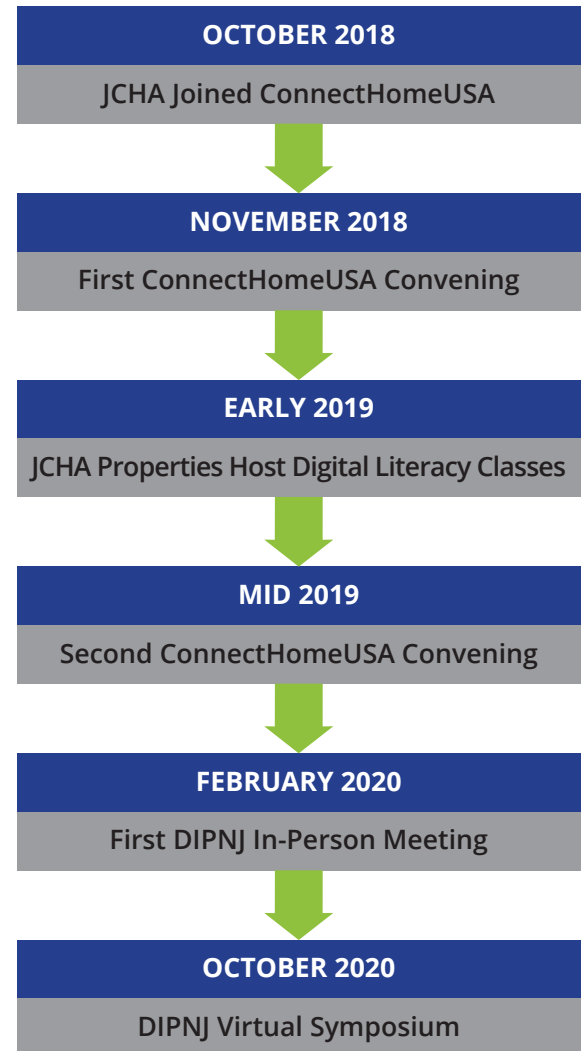 OCTOBER 2018
JCHA Joined ConnectHomeUSA
NOVEMBER 2018
First ConnectHomeUSA Convening
EARLY 2019
JCHA Properties Host Digital Literacy Classes
MID 2019
Second ConnectHomeUSA Convening
FEBRUARY 2020
First DIPNJ In-Person Meeting
OCTOBER 2020
DIPNJ Virtual Symposium